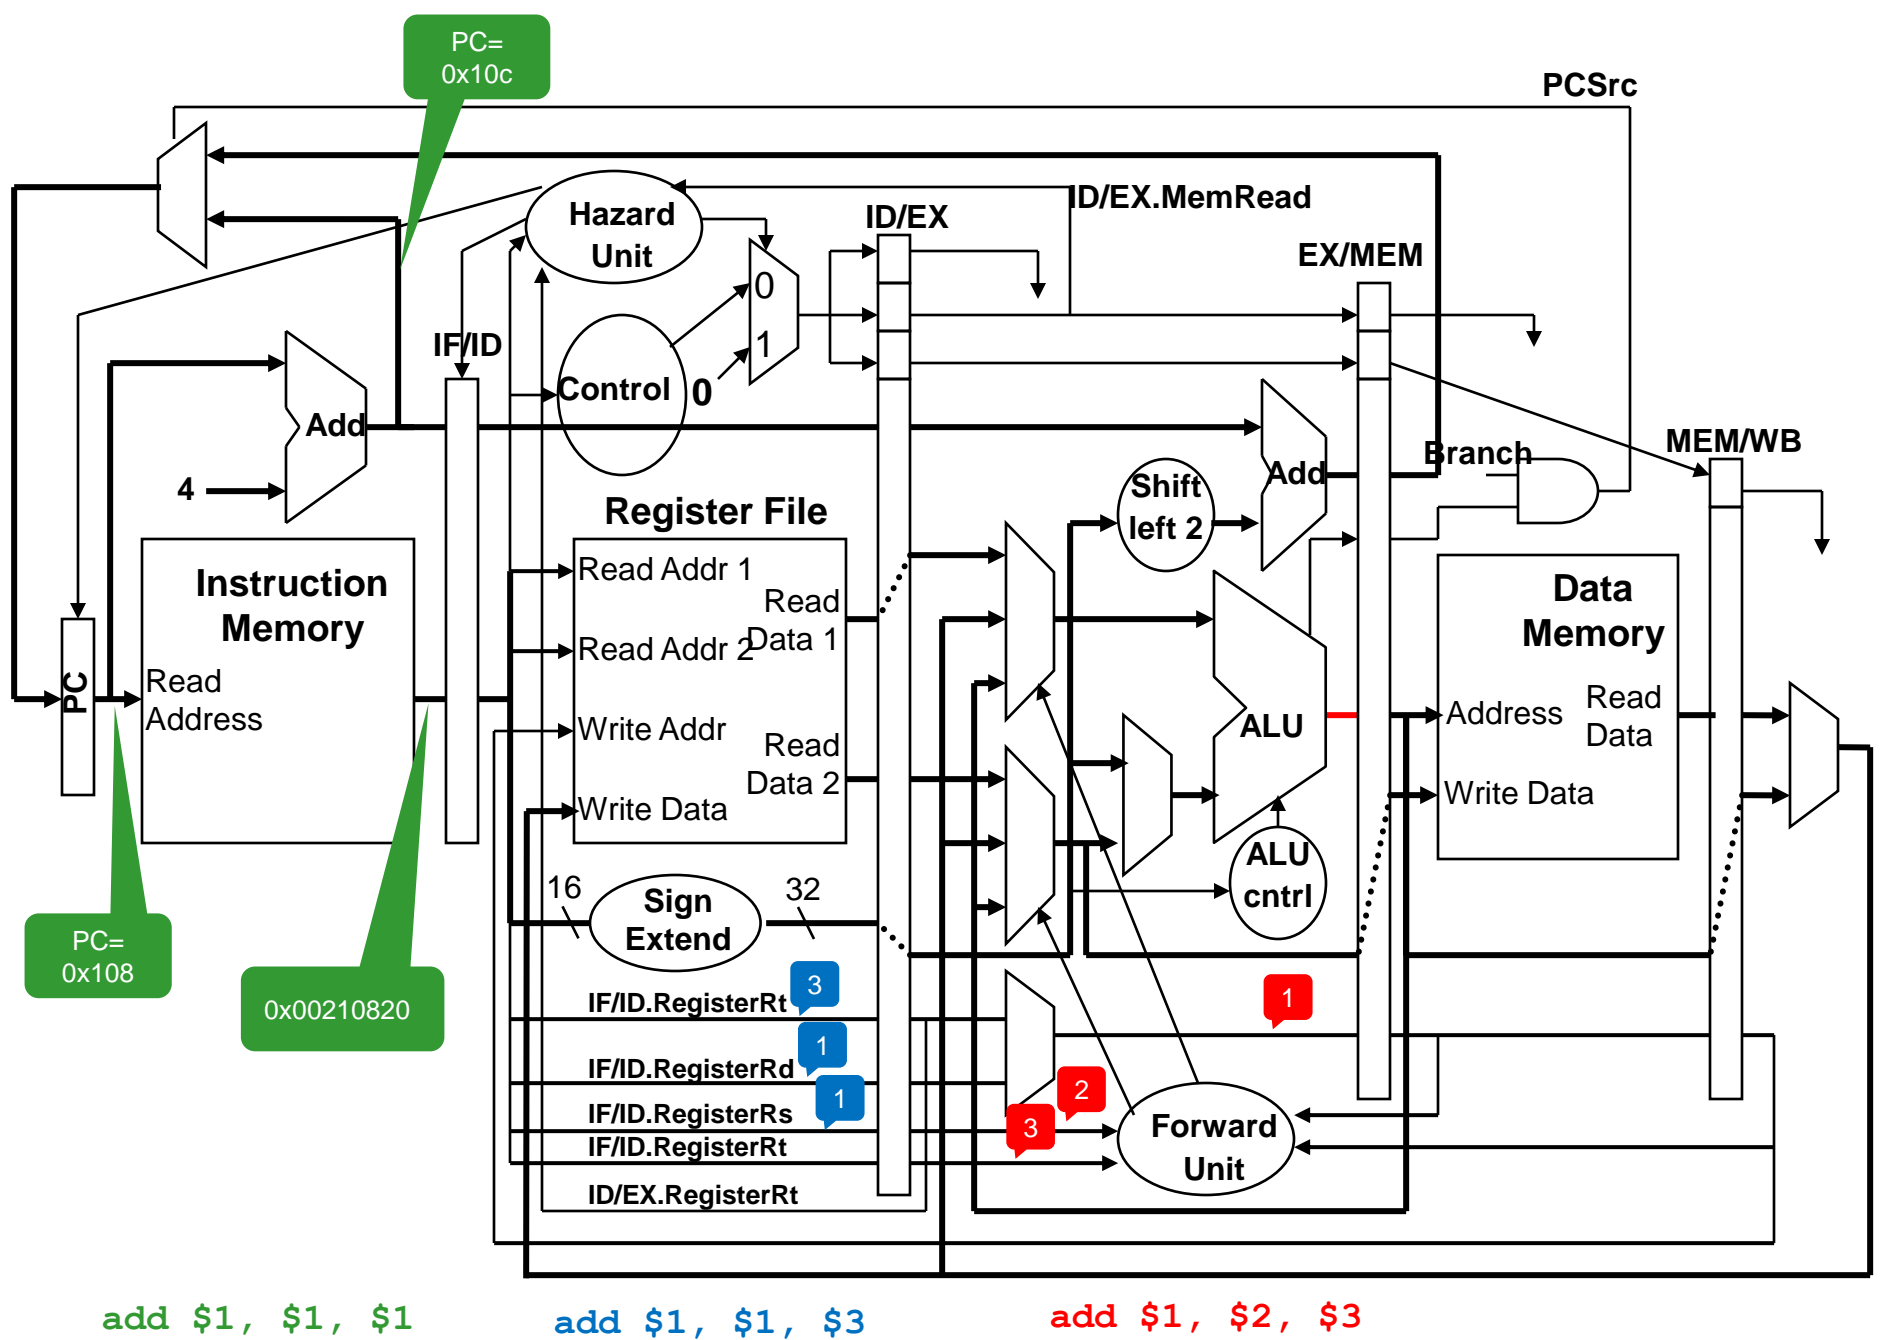 PC=
0x10c
PCSrc
Hazard
Unit
ID/EX
ID/EX.MemRead
EX/MEM
0
1
IF/ID
Control
0
Add
4
Branch
MEM/WB
Shift
left 2
Add
Register File
Instruction
Memory
Read Addr 1
Read
Data 1
Read Addr 2
Data
Memory
PC
Read
Address
Write Addr
Read
Data 2
Write Data
ALU
Address
Read
Data
Write Data
ALU
cntrl
16
Sign
Extend
32
PC=
0x108
0x00210820
IF/ID.RegisterRt
3
1
IF/ID.RegisterRd
1
IF/ID.RegisterRs
1
2
3
Forward
Unit
IF/ID.RegisterRt
ID/EX.RegisterRt
add $1, $1, $1
add $1, $1, $3
add $1, $2, $3